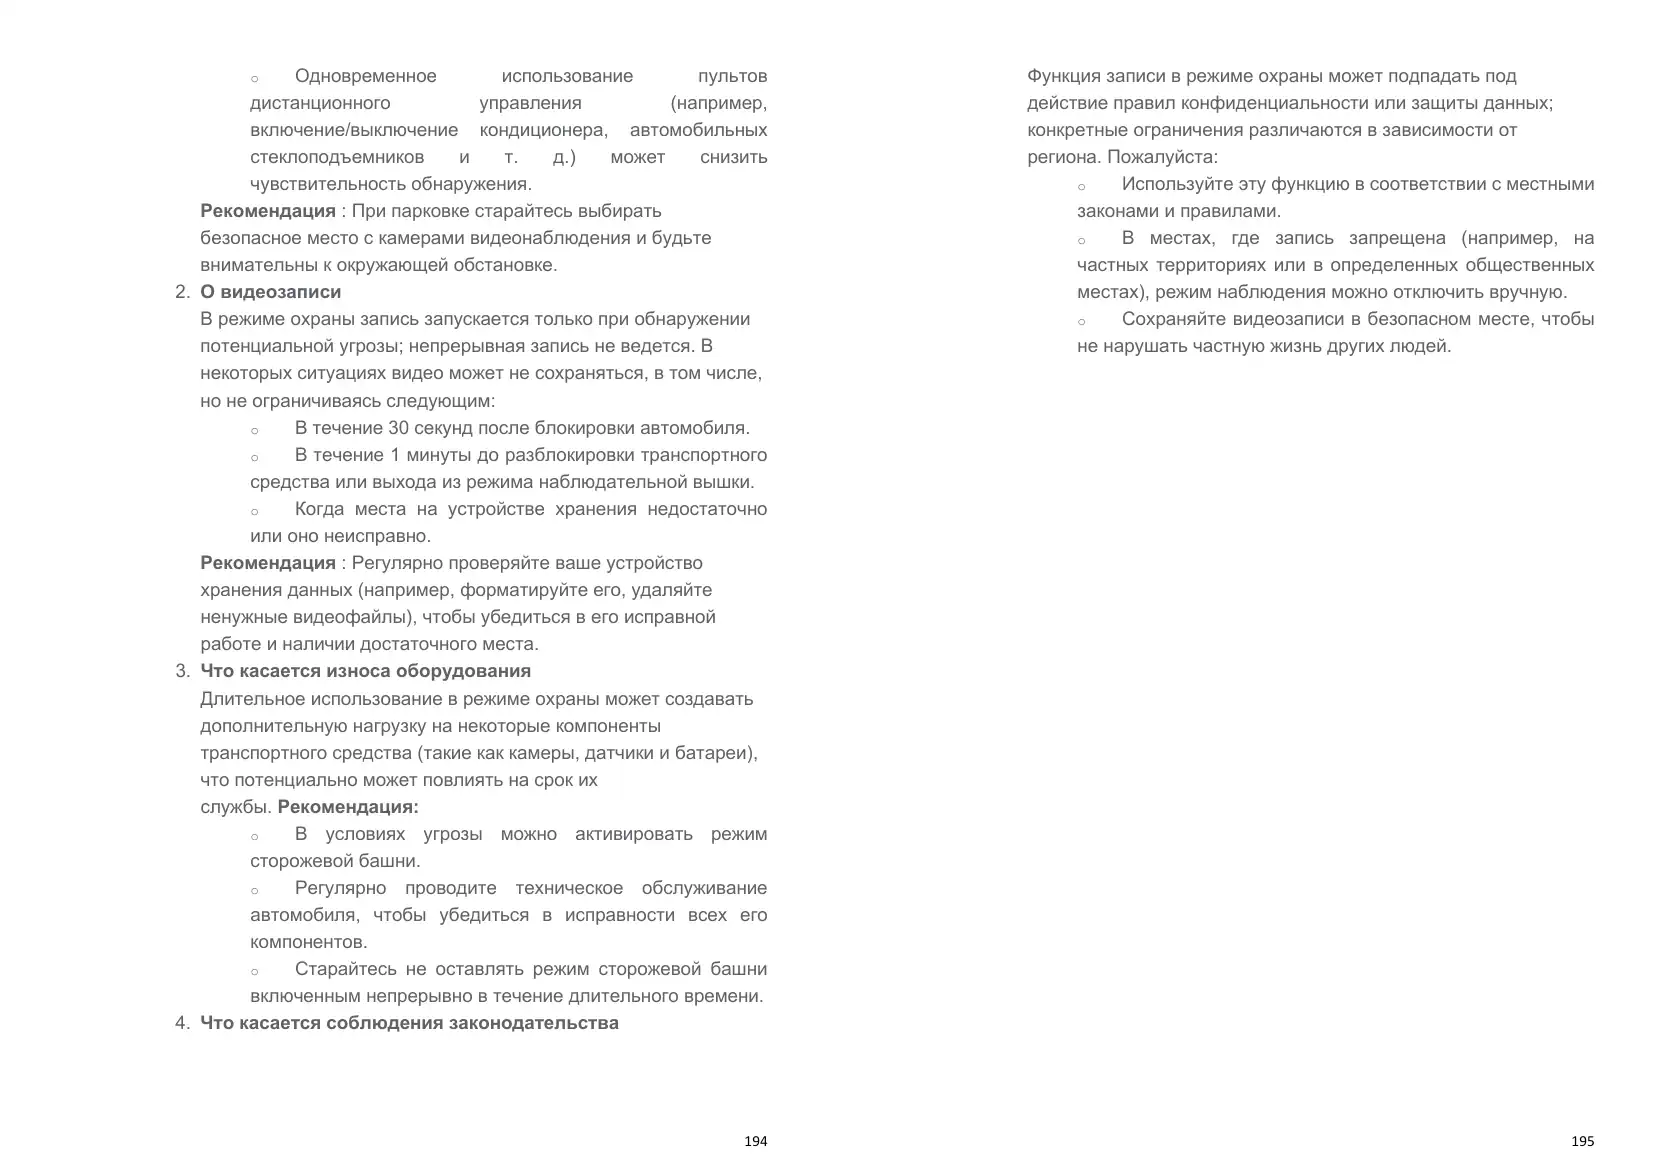 ○ Одновременное использование пультов
дистанционного управления (например,
включение/выключение кондиционера, автомобильных
стеклоподъемников и т. д.) может снизить
чувствительность обнаружения.
Рекомендация : При парковке старайтесь выбирать
безопасное место с камерами видеонаблюдения и будьте
внимательны к окружающей обстановке.
2. О видеозаписи
В режиме охраны запись запускается только при обнаружении
потенциальной угрозы; непрерывная запись не ведется. В
некоторых ситуациях видео может не сохраняться, в том числе,
но не ограничиваясь следующим:
○ В течение 30 секунд после блокировки автомобиля.
○ В течение 1 минуты до разблокировки транспортного
средства или выхода из режима наблюдательной вышки.
○ Когда места на устройстве хранения недостаточно
или оно неисправно.
Рекомендация : Регулярно проверяйте ваше устройство
хранения данных (например, форматируйте его, удаляйте
ненужные видеофайлы), чтобы убедиться в его исправной
работе и наличии достаточного места.
3. Что касается износа оборудования
Длительное использование в режиме охраны может создавать
дополнительную нагрузку на некоторые компоненты
транспортного средства (такие как камеры, датчики и батареи),
что потенциально может повлиять на срок их
службы. Рекомендация:
○ В условиях угрозы можно активировать режим
сторожевой башни.
○ Регулярно проводите техническое обслуживание
автомобиля, чтобы убедиться в исправности всех его
компонентов.
○ Старайтесь не оставлять режим сторожевой башни
включенным непрерывно в течение длительного времени.
4. Что касается соблюдения законодательства
194
Функция записи в режиме охраны может подпадать под
действие правил конфиденциальности или защиты данных;
конкретные ограничения различаются в зависимости от
региона. Пожалуйста:
○ Используйте эту функцию в соответствии с местными
законами и правилами.
○ В местах, где запись запрещена (например, на
частных территориях или в определенных общественных
местах), режим наблюдения можно отключить вручную.
○ Сохраняйте видеозаписи в безопасном месте, чтобы
не нарушать частную жизнь других людей.
195